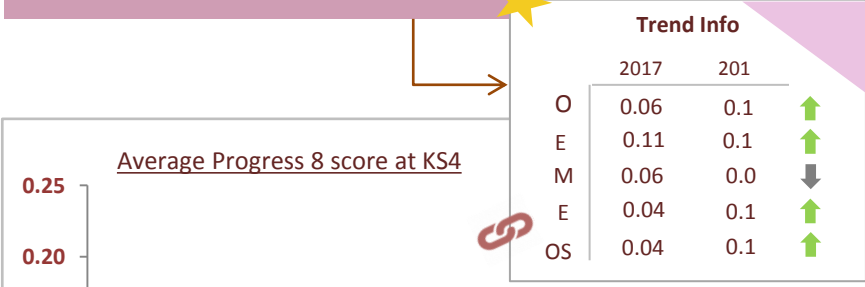 Trend Info
2017 201
O 0.06 0.1
E 0.11 0.1
M 0.06 0.0
E 0.04 0.1
OS 0.04 0.1
Average Progress 8 score at KS4
0.25
0.20